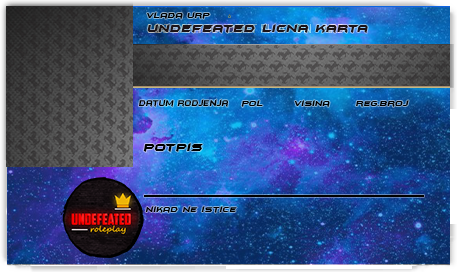 VLADA URP
UNDEFEATED LICNA KARTA
DATUM RODJENJA POL VISINA REG.BROJ
POTPIS
NIKAD NE ISTICE
UNDEFEATED
roleplay